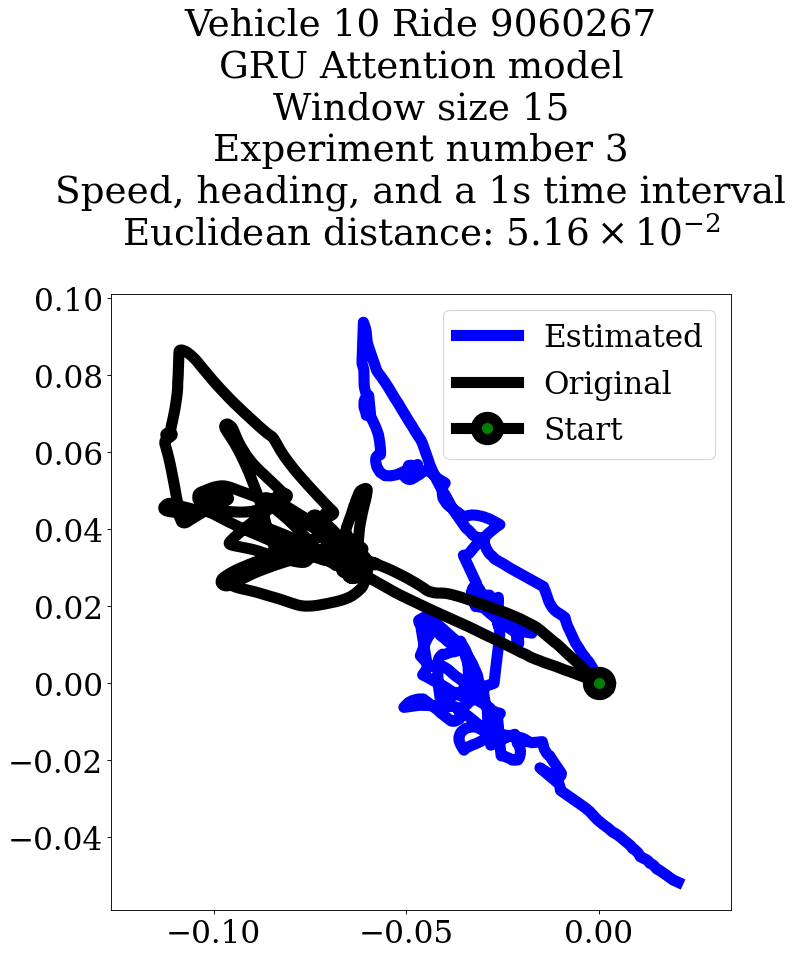 Vehicle 10 Ride 9060267
GRU Attention model
Window size 15
Experiment number 3
Speed, heading, and a 1s time interval
Euclidean distance: 5.16 × 10⁻²
Estimated
Original
Start
0.10
0.08
0.06
0.04
0.02
0.00
−0.02
−0.04
−0.10
−0.05
0.00